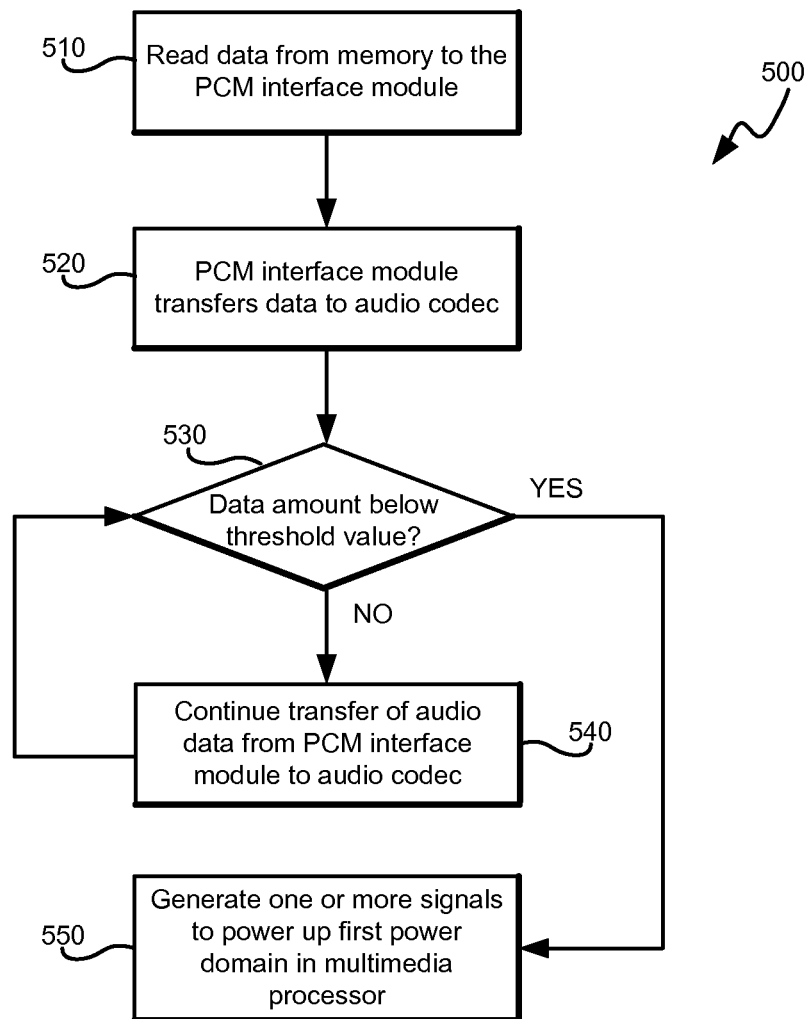 510
Read data from memory to the
PCM interface module
500
520
PCM interface module
transfers data to audio codec
530
Data amount below
threshold value?
YES
NO
Continue transfer of audio
data from PCM interface
module to audio codec
540
550
Generate one or more signals
to power up first power
domain in multimedia
processor